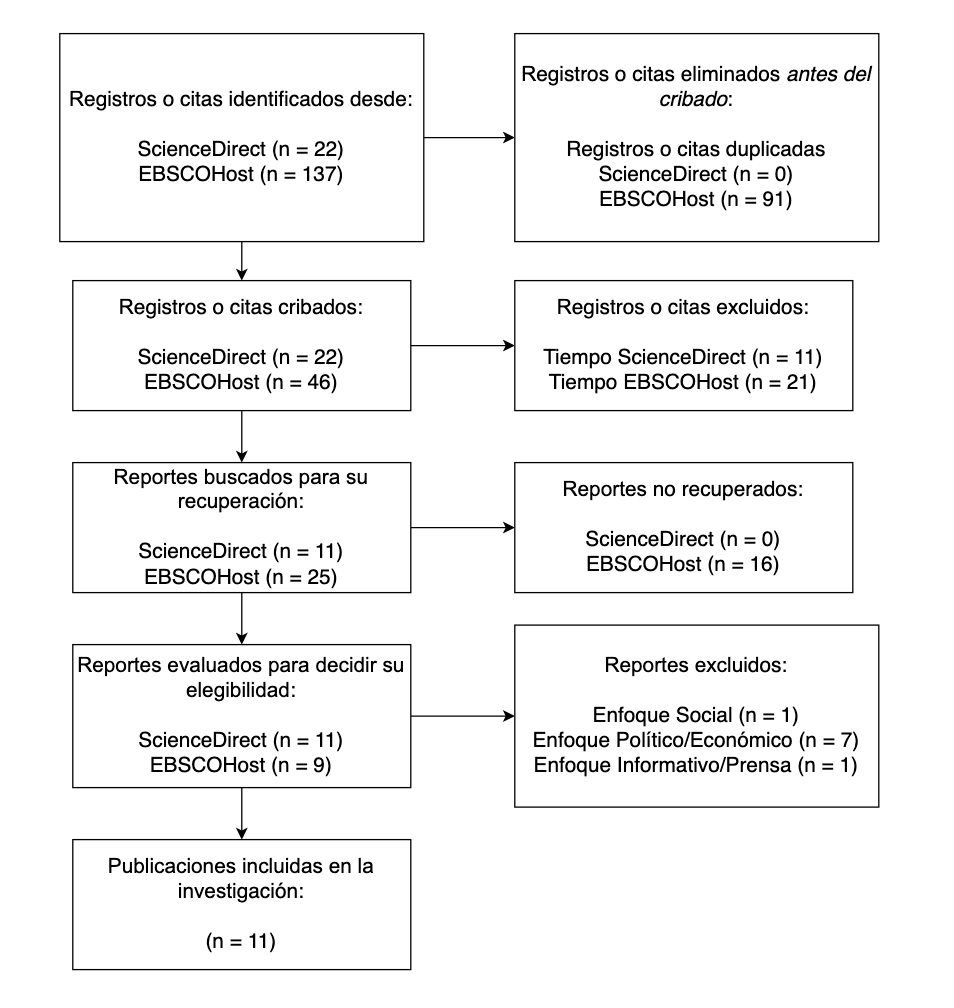 Registros o citas identificados desde:
ScienceDirect (n = 22)
EBSCOHost (n = 137)
Registros o citas eliminados antes del
cribado:
Registros o citas duplicadas
ScienceDirect (n = 0)
EBSCOHost (n = 91)
Registros o citas cribados:
ScienceDirect (n = 22)
EBSCOHost (n = 46)
Registros o citas excluidos:
Tiempo ScienceDirect (n = 11)
Tiempo EBSCOHost (n = 21)
Reportes buscados para su
recuperación:
ScienceDirect (n = 11)
EBSCOHost (n = 25)
Reportes no recuperados:
ScienceDirect (n = 0)
EBSCOHost (n = 16)
Reportes evaluados para decidir su
elegibilidad:
ScienceDirect (n = 11)
EBSCOHost (n = 9)
Reportes excluidos:
Enfoque Social (n = 1)
Enfoque Político/Económico (n = 7)
Enfoque Informativo/Prensa (n = 1)
Publicaciones incluidas en la
investigación:
(n = 11)